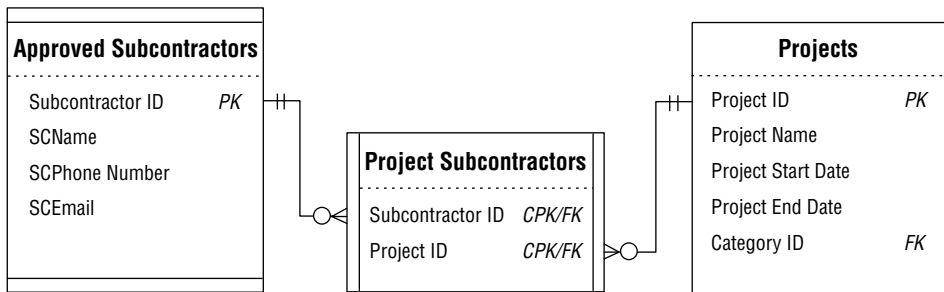 Approved Subcontractors
Subcontractor ID PK
SCName
SCPhone Number
SCEmail
Project Subcontractors
Subcontractor ID CPK/FK
Project ID CPK/FK
Projects
Project ID PK
Project Name
Project Start Date
Project End Date
Category ID FK